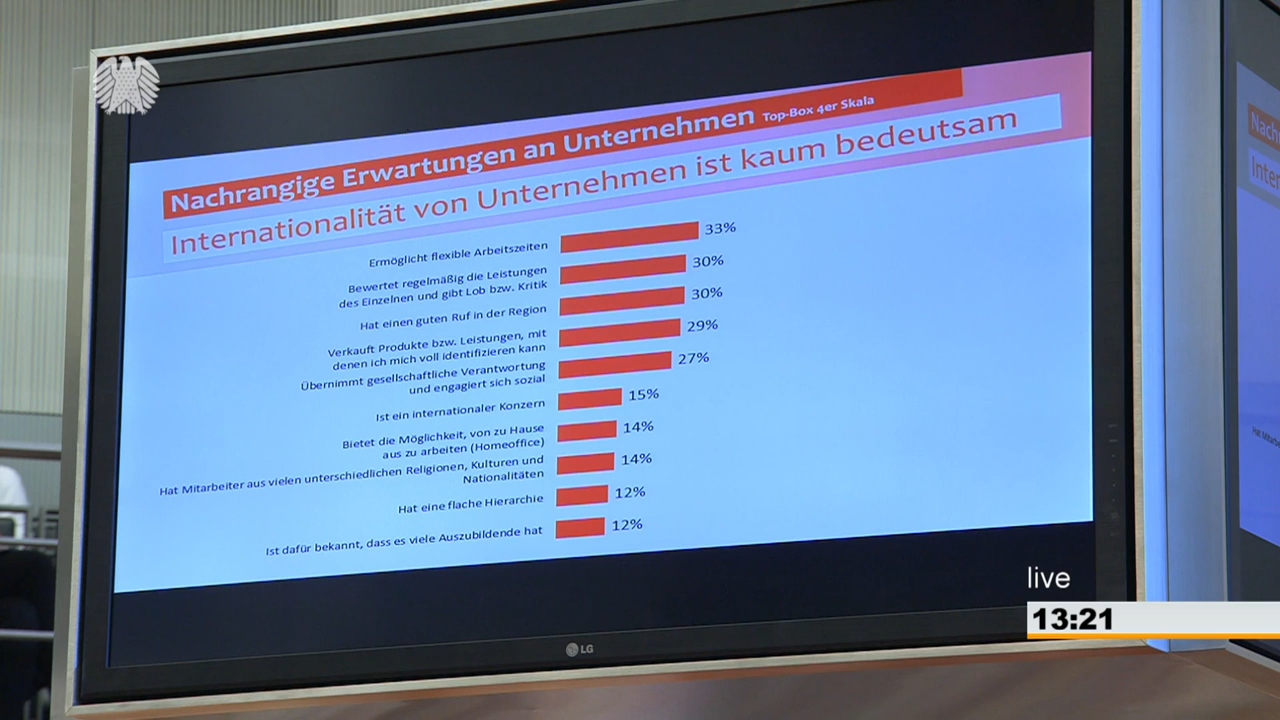 Nachrangige Erwartungen an Unternehmen Top-Box 4er Skala
Internationalität von Unternehmen ist kaum bedeutsam
Ermöglicht flexible Arbeitszeiten 33%
Bewertet regelmäßig die Leistungen
des Einzelnen und gibt Lob bzw. Kritik 30%
Hat einen guten Ruf in der Region 30%
Verkauft Produkte bzw. Leistungen, mit
denen ich mich voll identifizieren kann 29%
Übernimmt gesellschaftliche Verantwortung
und engagiert sich sozial 27%
Ist ein internationaler Konzern 15%
Bietet die Möglichkeit, von zu Hause
aus zu arbeiten (Homeoffice) 14%
Hat Mitarbeiter aus vielen unterschiedlichen Religionen, Kulturen und
Nationalitäten 14%
Hat eine flache Hierarchie 12%
Ist dafür bekannt, dass es viele Auszubildende hat 12%
LG
live
13:21
Nach
Inter